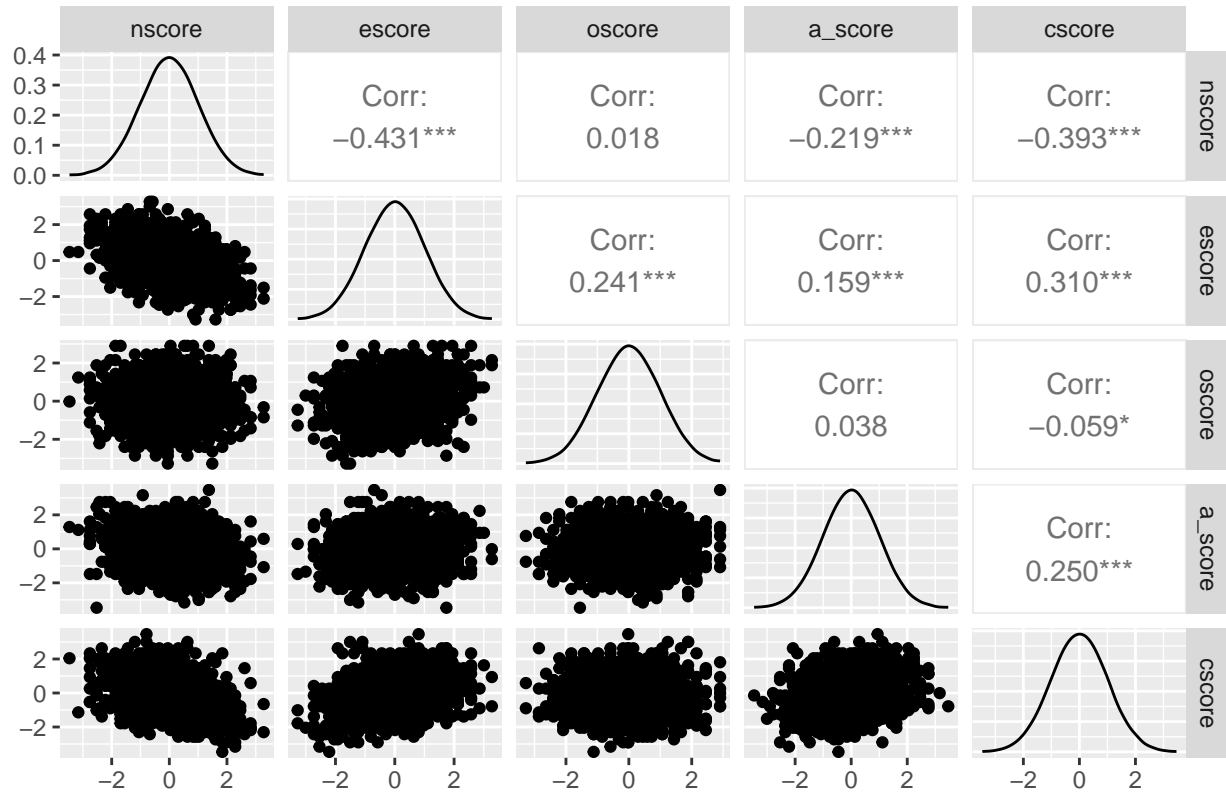 nscore escore oscore a_score cscore
0.4
0.3
0.2
0.1
0.0
Corr: Corr: Corr: Corr:
−0.431*** 0.018 −0.219*** −0.393***
nscore
2
0
−2
Corr: Corr: Corr:
0.241*** 0.159*** 0.310***
escore
2
0
−2
Corr: Corr:
0.038 −0.059*
oscore
2
0
−2
Corr:
0.250***
a_score
2
0
−2
cscore
−2 0 2 −2 0 2 −2 0 2 −2 0 2 −2 0 2